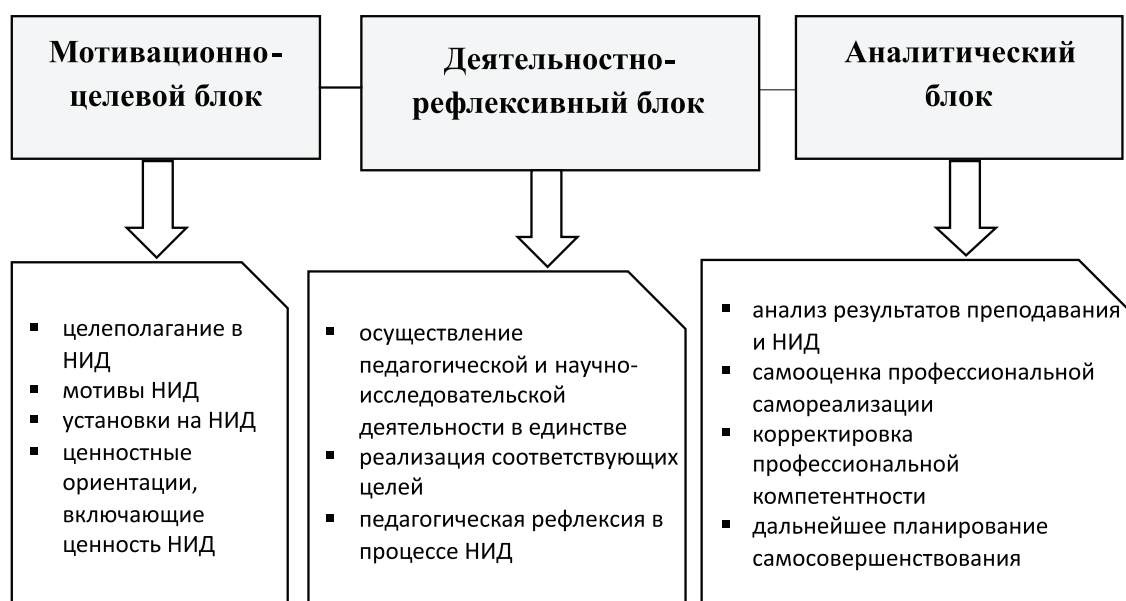 Мотивационно-
целевой блок
Деятельностно-
рефлексивный блок
Аналитический
блок
▪ целеполагание в
НИД
▪ мотивы НИД
▪ установки на НИД
▪ ценностные
ориентации,
включающие
ценность НИД
▪ осуществление
педагогической и научно-
исследовательской
деятельности в единстве
▪ реализация соответствующих
целей
▪ педагогическая рефлексия в
процессе НИД
▪ анализ результатов преподавания
и НИД
▪ самооценка профессиональной
самореализации
▪ корректировка
профессиональной
компетентности
▪ дальнейшее планирование
самосовершенствования